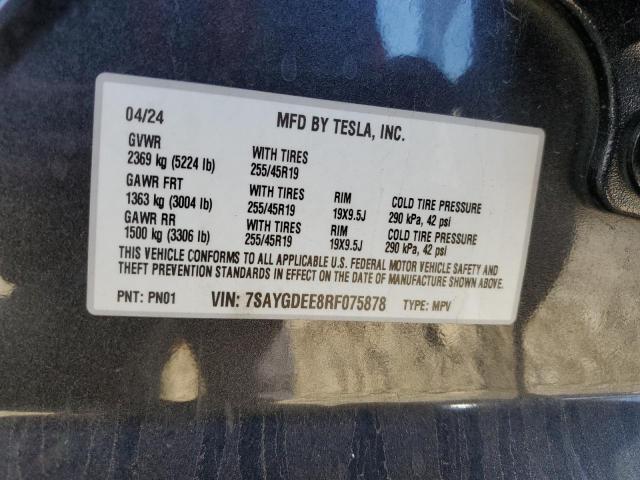 04/24 MFD BY TESLA, INC.
GVWR
2369 kg (5224 lb) WITH TIRES 255/45R19
GAWR FRT
1363 kg (3004 lb) WITH TIRES 255/45R19 RIM 19X9.5J COLD TIRE PRESSURE 290 kPa, 42 psi
GAWR RR
1500 kg (3306 lb) WITH TIRES 255/45R19 RIM 19X9.5J COLD TIRE PRESSURE 290 kPa, 42 psi
THIS VEHICLE CONFORMS TO ALL APPLICABLE U.S. FEDERAL MOTOR VEHICLE SAFETY AND
THEFT PREVENTION STANDARDS IN EFFECT ON THE DATE OF MANUFACTURE SHOWN ABOVE.
PNT: PN01 VIN: 7SAYGDEE8RF075878 TYPE: MPV